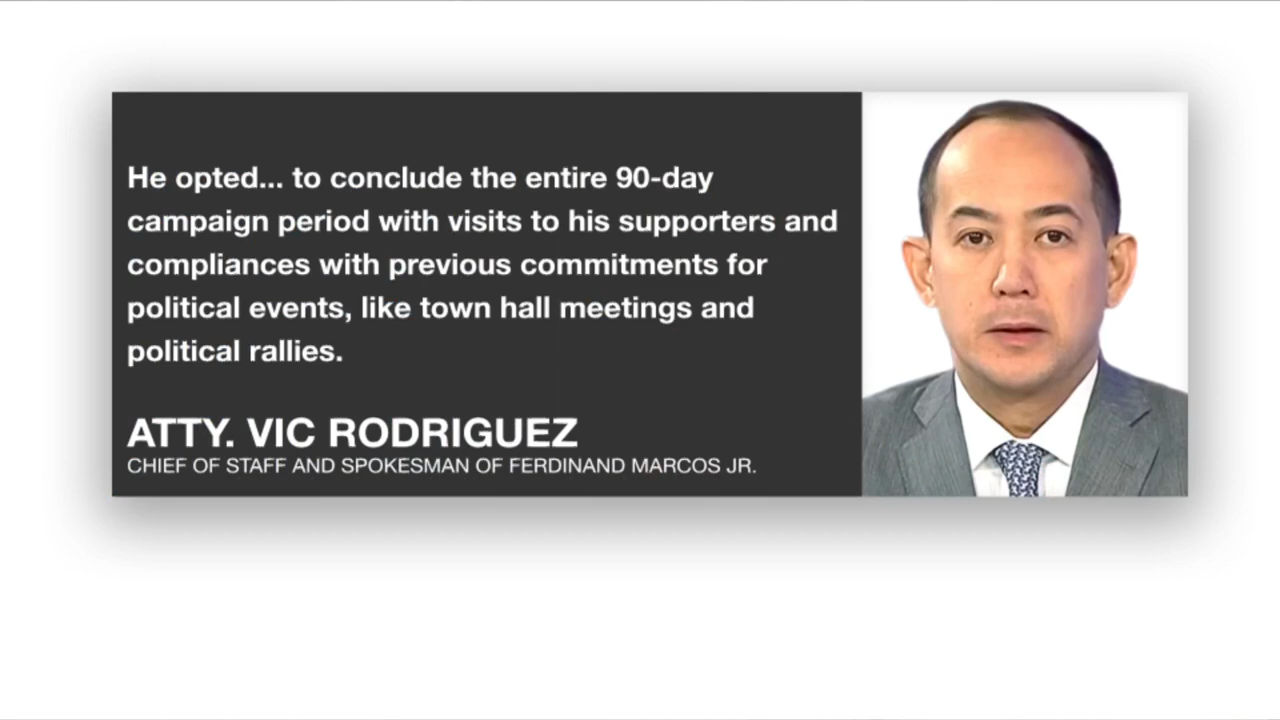 He opted... to conclude the entire 90-day
campaign period with visits to his supporters and
compliances with previous commitments for
political events, like town hall meetings and
political rallies.
ATTY. VIC RODRIGUEZ
CHIEF OF STAFF AND SPOKESMAN OF FERDINAND MARCOS JR.